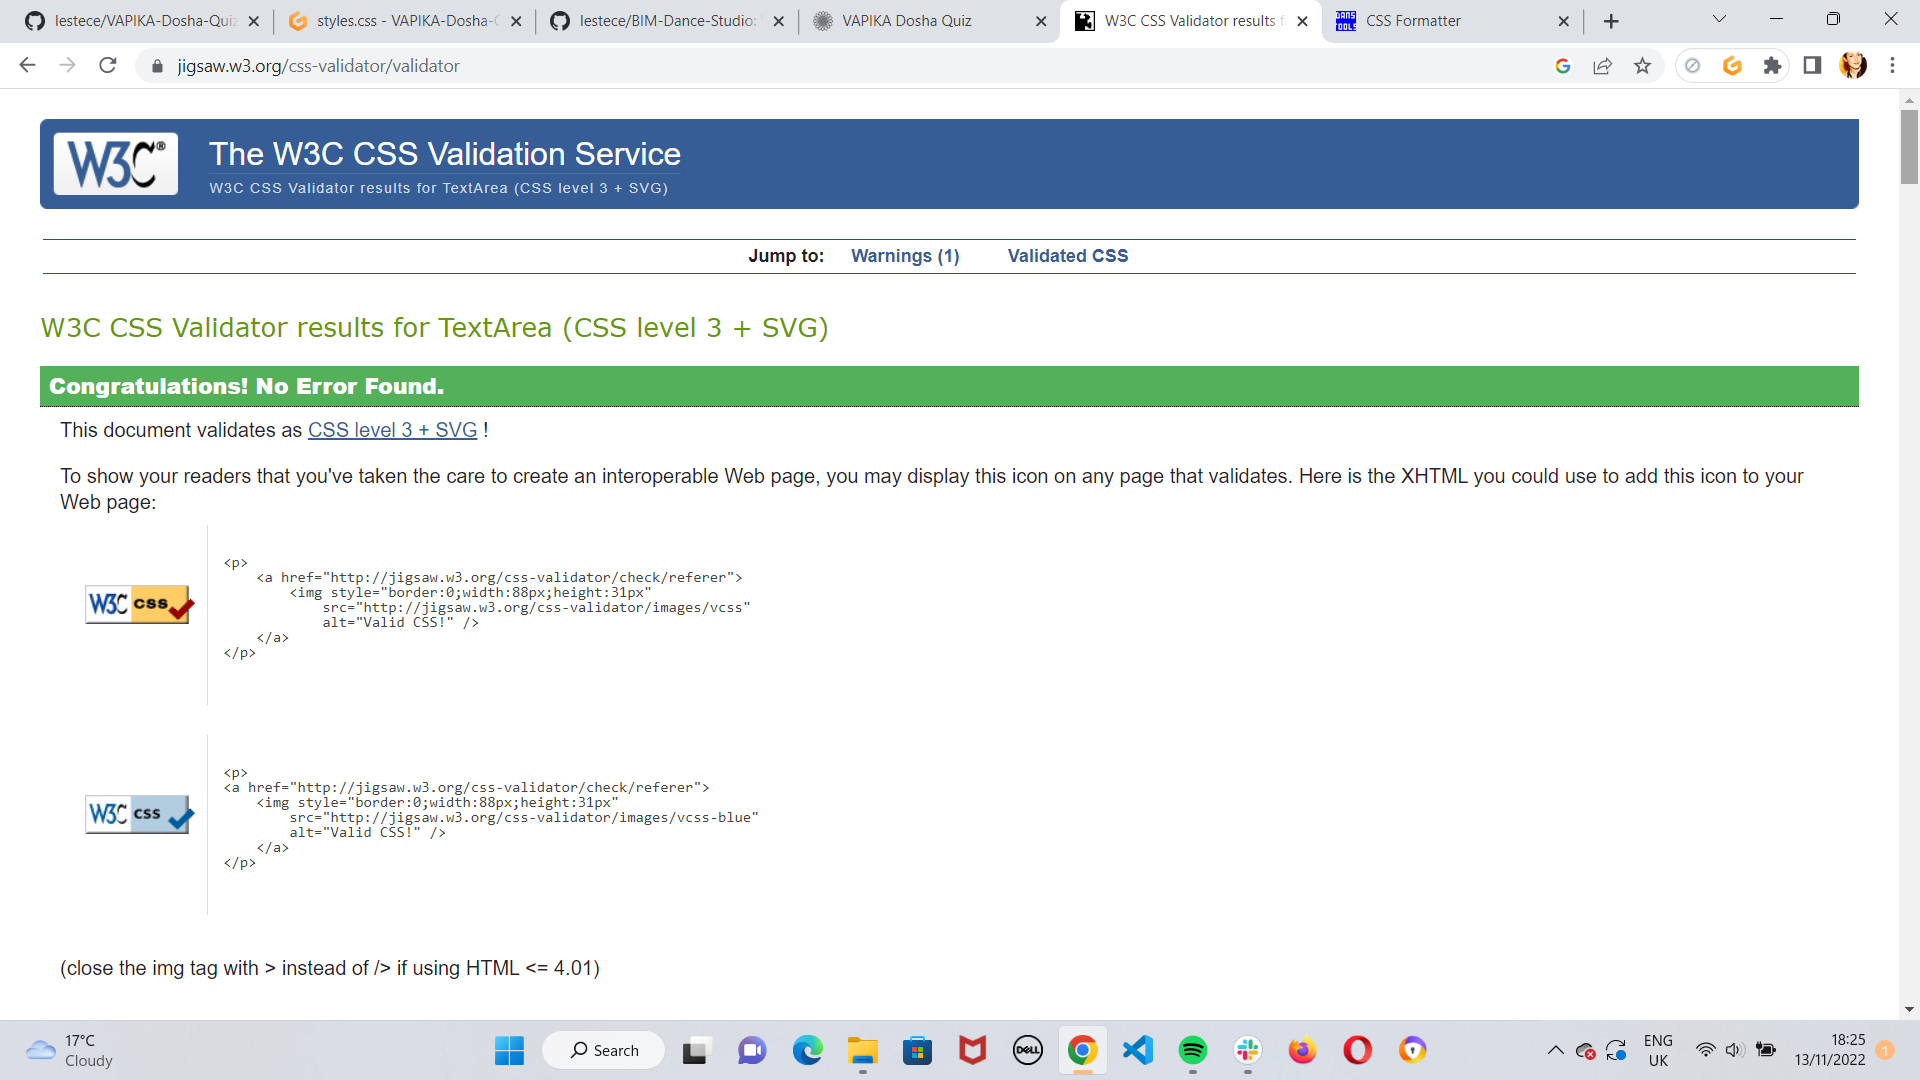 lestece/VAPIKA-Dosha-Quiz
styles.css - VAPIKA-Dosha-
lestece/BIM-Dance-Studio:
VAPIKA Dosha Quiz
W3C CSS Validator results
CSS Formatter
jigsaw.w3.org/css-validator/validator
W3C®
The W3C CSS Validation Service
W3C CSS Validator results for TextArea (CSS level 3 + SVG)
Jump to: Warnings (1) Validated CSS
W3C CSS Validator results for TextArea (CSS level 3 + SVG)
Congratulations! No Error Found.
This document validates as CSS level 3 + SVG !
To show your readers that you've taken the care to create an interoperable Web page, you may display this icon on any page that validates. Here is the XHTML you could use to add this icon to your
Web page:
<p>
<a href="http://jigsaw.w3.org/css-validator/check/referer">
<img style="border:0;width:88px;height:31px"
W3C css
src="http://jigsaw.w3.org/css-validator/images/vcss"
alt="Valid CSS!" />
</a>
</p>
<p>
<a href="http://jigsaw.w3.org/css-validator/check/referer">
<img style="border:0;width:88px;height:31px"
W3C css
src="http://jigsaw.w3.org/css-validator/images/vcss-blue"
alt="Valid CSS!" />
</a>
</p>
(close the img tag with > instead of /> if using HTML <= 4.01)
17°C
Cloudy
Search
DELL
ENG
UK
18:25
13/11/2022
1